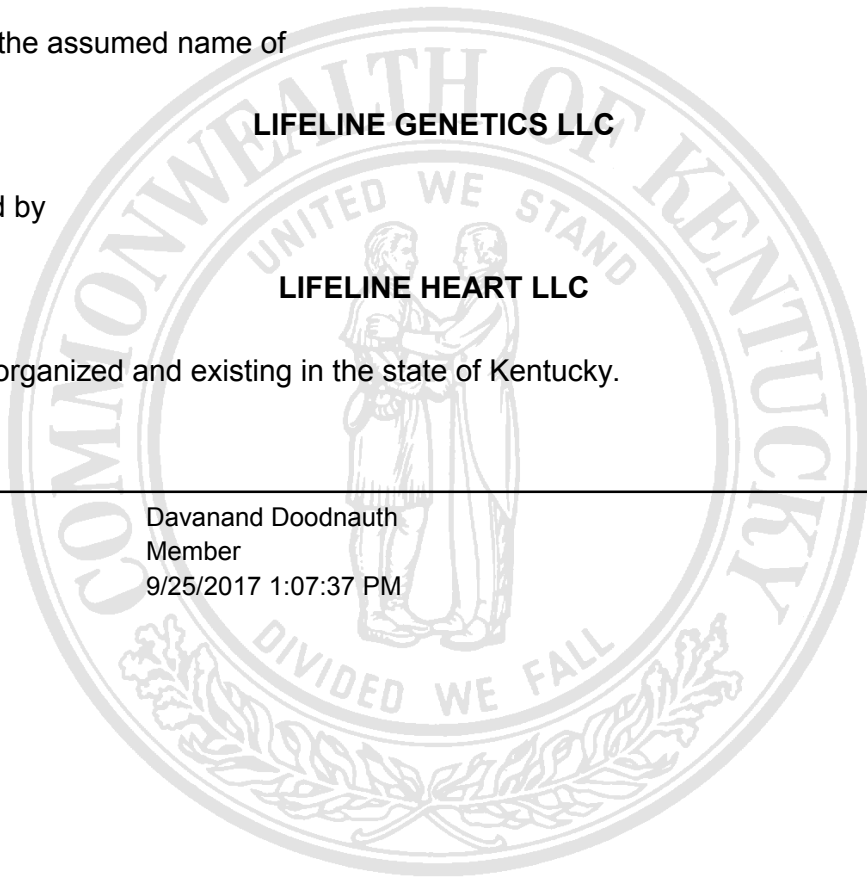 the assumed name of
LIFELINE GENETICS LLC
d by
LIFELINE HEART LLC
organized and existing in the state of Kentucky.
Davanand Doodnauth
Member
9/25/2017 1:07:37 PM
COMMONWEALTH OF KENTUCKY
UNITED WE STAND
DIVIDED WE FALL